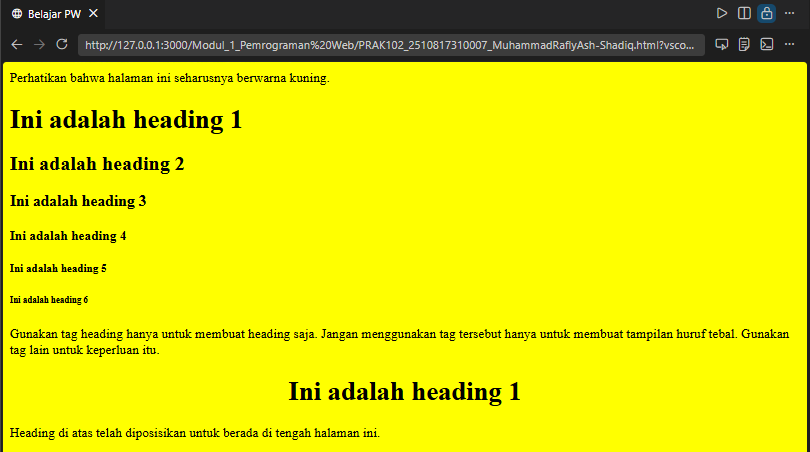 Belajar PW
http://127.0.0.1:3000/Modul_1_Pemrograman%20Web/PRAK102_2510817310007_MuhammadRaflyAsh-Shadiq.html?vsco...
Perhatikan bahwa halaman ini seharusnya berwarna kuning.
Ini adalah heading 1
Ini adalah heading 2
Ini adalah heading 3
Ini adalah heading 4
Ini adalah heading 5
Ini adalah heading 6
Gunakan tag heading hanya untuk membuat heading saja. Jangan menggunakan tag tersebut hanya untuk membuat tampilan huruf tebal. Gunakan
tag lain untuk keperluan itu.
Ini adalah heading 1
Heading di atas telah diposisikan untuk berada di tengah halaman ini.